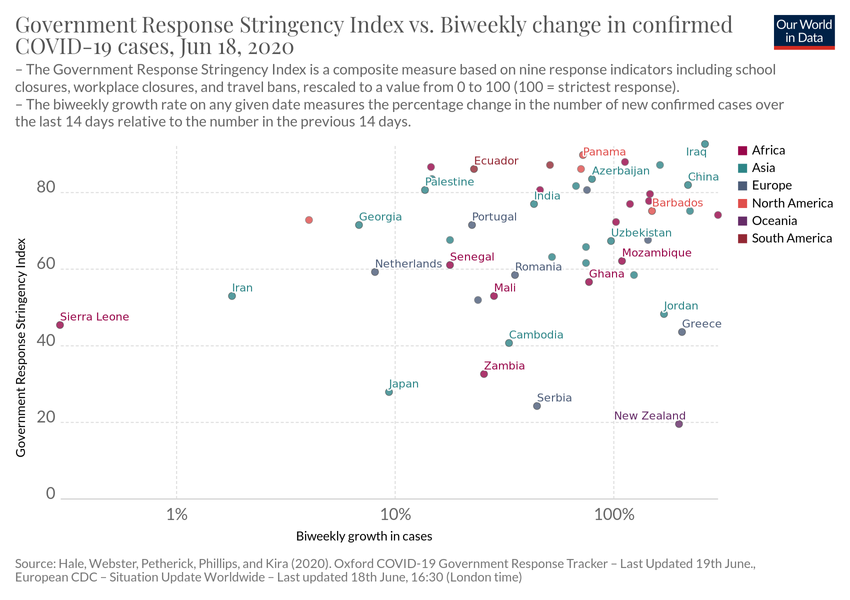 Government Response Stringency Index vs. Biweekly change in confirmed
COVID-19 cases, Jun 18, 2020
Our World
in Data
– The Government Response Stringency Index is a composite measure based on nine response indicators including school
closures, workplace closures, and travel bans, rescaled to a value from 0 to 100 (100 = strictest response).
– The biweekly growth rate on any given date measures the percentage change in the number of new confirmed cases over
the last 14 days relative to the number in the previous 14 days.
Government Response Stringency Index
80
60
40
20
0
1%
10%
100%
Biweekly growth in cases
Panama
Iraq
Ecuador
Azerbaijan
China
Palestine
India
Barbados
Georgia
Portugal
Uzbekistan
Mozambique
Senegal
Netherlands
Romania
Ghana
Iran
Mali
Jordan
Sierra Leone
Greece
Cambodia
Zambia
Japan
Serbia
New Zealand
Africa
Asia
Europe
North America
Oceania
South America
Source: Hale, Webster, Petherick, Phillips, and Kira (2020). Oxford COVID-19 Government Response Tracker – Last Updated 19th June.,
European CDC – Situation Update Worldwide – Last updated 18th June, 16:30 (London time)